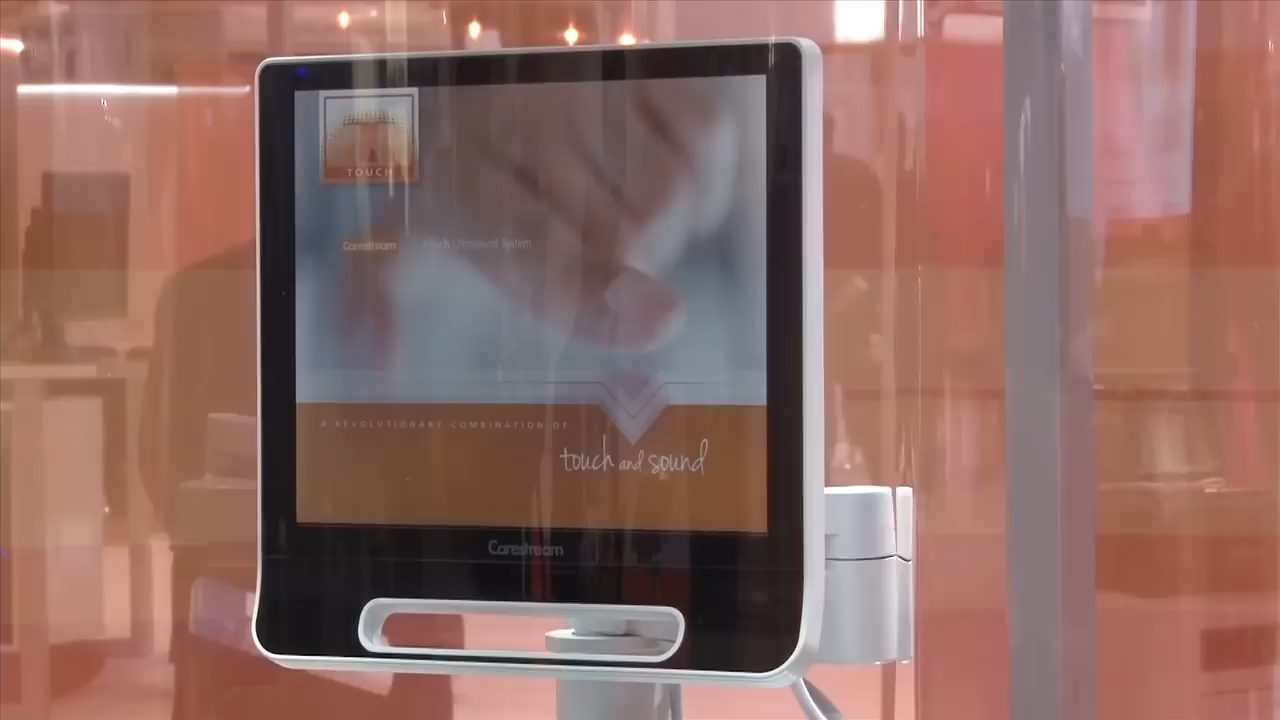 TOUCH
Carestream Touch Ultrasound System
A REVOLUTIONARY COMBINATION OF
touch and sound
Carestream